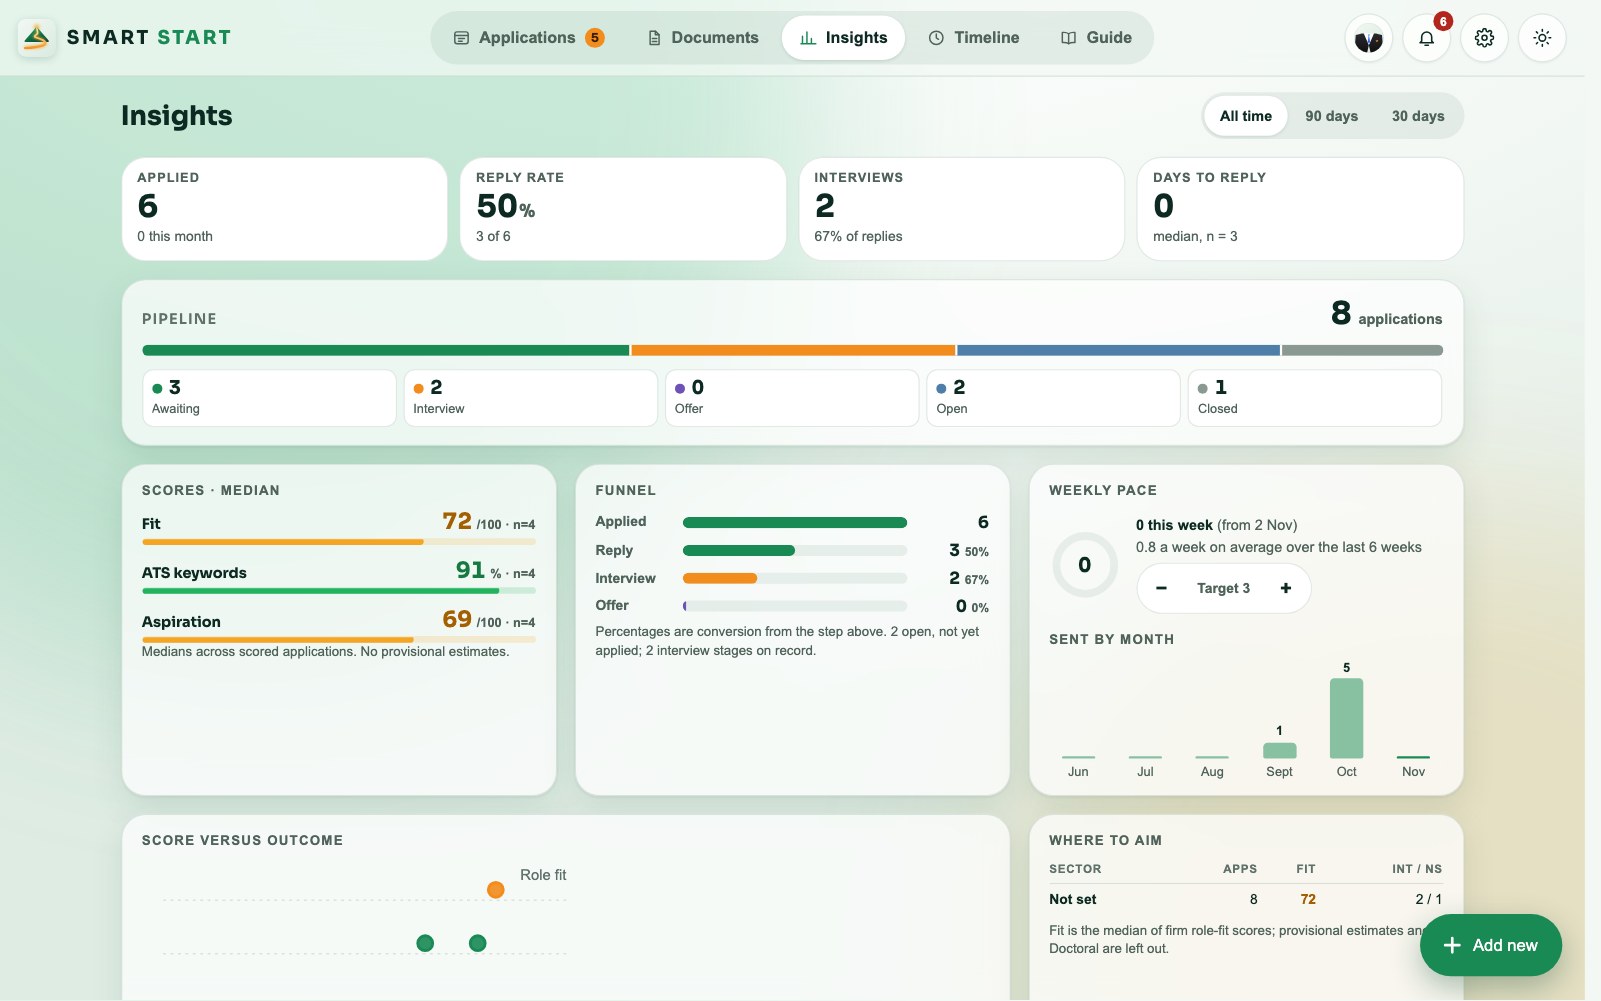 SMART START
Applications 5
Documents
Insights
Timeline
Guide
6
Insights
All time
90 days
30 days
APPLIED
6
0 this month
REPLY RATE
50%
3 of 6
INTERVIEWS
2
67% of replies
DAYS TO REPLY
0
median, n = 3
PIPELINE
8 applications
3
Awaiting
2
Interview
0
Offer
2
Open
1
Closed
SCORES · MEDIAN
Fit 72 /100 · n=4
ATS keywords 91 % · n=4
Aspiration 69 /100 · n=4
Medians across scored applications. No provisional estimates.
FUNNEL
Applied 6
Reply 3 50%
Interview 2 67%
Offer 0 0%
Percentages are conversion from the step above. 2 open, not yet
applied; 2 interview stages on record.
WEEKLY PACE
0
0 this week (from 2 Nov)
0.8 a week on average over the last 6 weeks
− Target 3 +
SENT BY MONTH
5
1
Jun Jul Aug Sept Oct Nov
SCORE VERSUS OUTCOME
Role fit
WHERE TO AIM
SECTOR APPS FIT INT / NS
Not set 8 72 2 / 1
Fit is the median of firm role-fit scores; provisional estimates
Doctoral are left out.
+ Add new